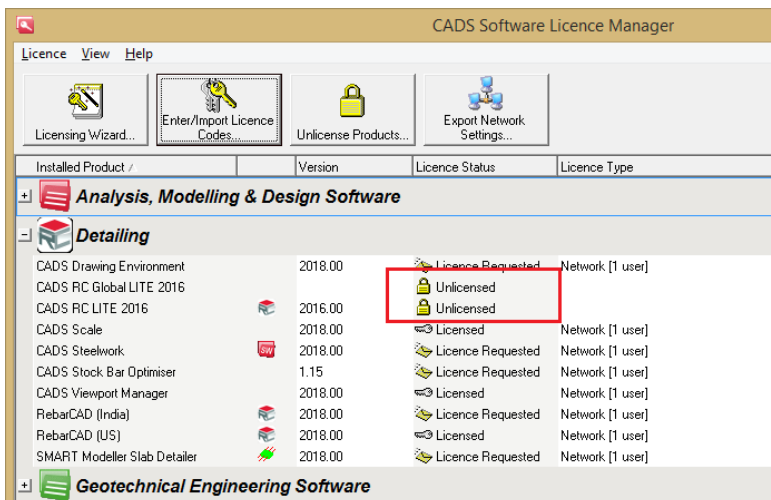 CADS Software Licence Manager
Licence View Help
Licensing Wizard...
Enter/Import Licence
Codes...
Unlicense Products...
Export Network
Settings...
Installed Product / Version Licence Status Licence Type
Analysis, Modelling & Design Software
Detailing
CADS Drawing Environment 2018.00 Licence Requested Network [1 user]
CADS RC Global LITE 2016 Unlicensed
CADS RC LITE 2016 RC 2016.00 Unlicensed
CADS Scale 2018.00 Licensed Network [1 user]
CADS Steelwork SW 2018.00 Licence Requested Network [1 user]
CADS Stock Bar Optimiser 1.15 Licence Requested Network [1 user]
CADS Viewport Manager 2018.00 Licensed Network [1 user]
RebarCAD (India) RC 2018.00 Licence Requested Network [1 user]
RebarCAD (US) RC 2018.00 Licensed Network [1 user]
SMART Modeller Slab Detailer 2018.00 Licence Requested Network [1 user]
Geotechnical Engineering Software